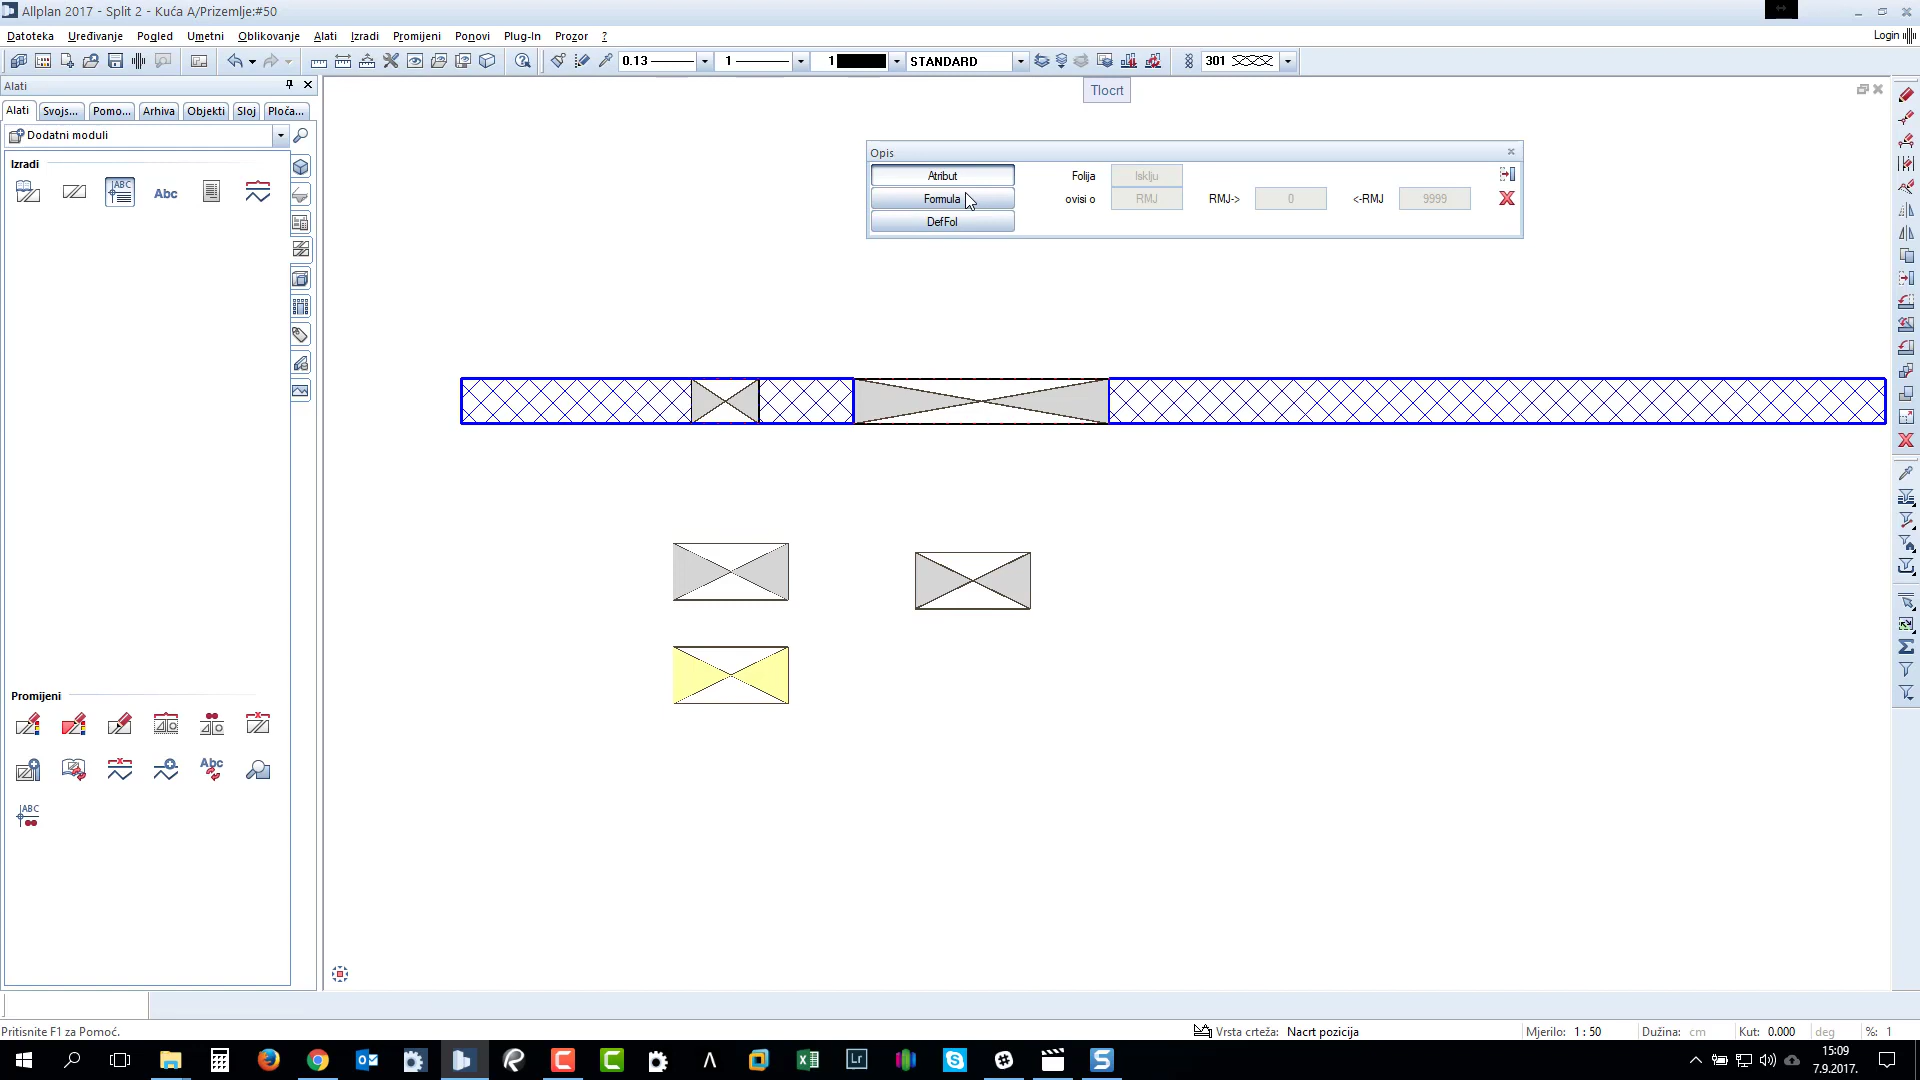 Allplan 2017 - Split 2 - Kuća A/Prizemlje:#50
Datoteka Uređivanje Pogled Umetni Oblikovanje Alati Izradi Promijeni Ponovi Plug-In Prozor ?
Login
0.13 1 1 STANDARD 301
Alati
Tlocrt
Alati Svojs... Pomo... Arhiva Objekti Sloj Ploča...
Dodatni moduli
Opis
Izradi
Atribut Folija Isklju
Abc ABC
Formula ovisi o RMJ RMJ-> 0 <-RMJ 9999
DefFol
Promijeni
Abc
ABC
Pritisnite F1 za Pomoć. Vrsta crteža: Nacrt pozicija Mjerilo: 1 : 50 Dužina: cm Kut: 0.000 deg %: 1
Lr
15:09
7.9.2017.